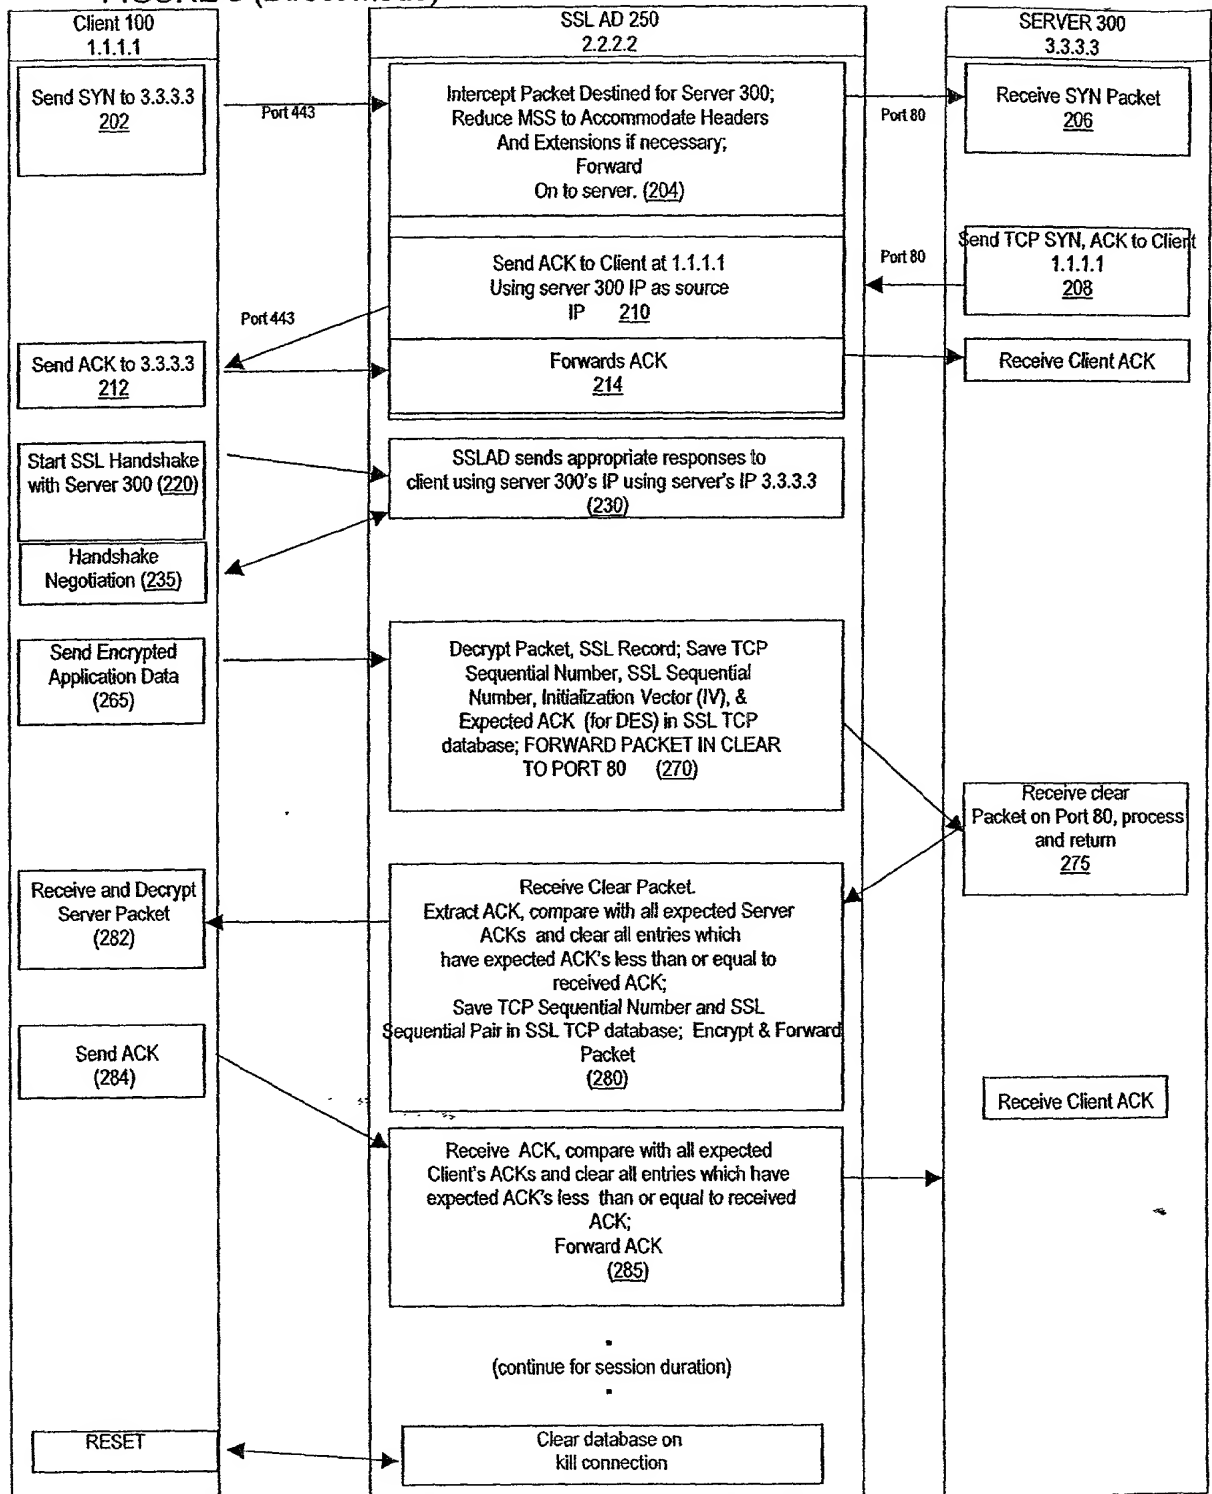 Client 100
1.1.1.1
SSL AD 250
2.2.2.2
SERVER 300
3.3.3.3
Send SYN to 3.3.3.3
202
Port 443
Intercept Packet Destined for Server 300;
Reduce MSS to Accommodate Headers
And Extensions if necessary;
Forward
On to server. (204)
Port 80
Receive SYN Packet
206
Send TCP SYN, ACK to Client
1.1.1.1
208
Port 80
Send ACK to Client at 1.1.1.1
Using server 300 IP as source
IP 210
Port 443
Send ACK to 3.3.3.3
212
Forwards ACK
214
Receive Client ACK
Start SSL Handshake
with Server 300 (220)
SSLAD sends appropriate responses to
client using server 300's IP using server's IP 3.3.3.3
(230)
Handshake
Negotiation (235)
Send Encrypted
Application Data
(265)
Decrypt Packet, SSL Record; Save TCP
Sequential Number, SSL Sequential
Number, Initialization Vector (IV), &
Expected ACK (for DES) in SSL TCP
database; FORWARD PACKET IN CLEAR
TO PORT 80 (270)
Receive clear
Packet on Port 80, process
and return
275
Receive and Decrypt
Server Packet
(282)
Receive Clear Packet.
Extract ACK, compare with all expected Server
ACKs and clear all entries which
have expected ACK's less than or equal to
received ACK;
Save TCP Sequential Number and SSL
Sequential Pair in SSL TCP database; Encrypt & Forward
Packet
(280)
Send ACK
(284)
Receive Client ACK
Receive ACK, compare with all expected
Client's ACKs and clear all entries which have
expected ACK's less than or equal to received
ACK;
Forward ACK
(285)
(continue for session duration)
RESET
Clear database on
kill connection